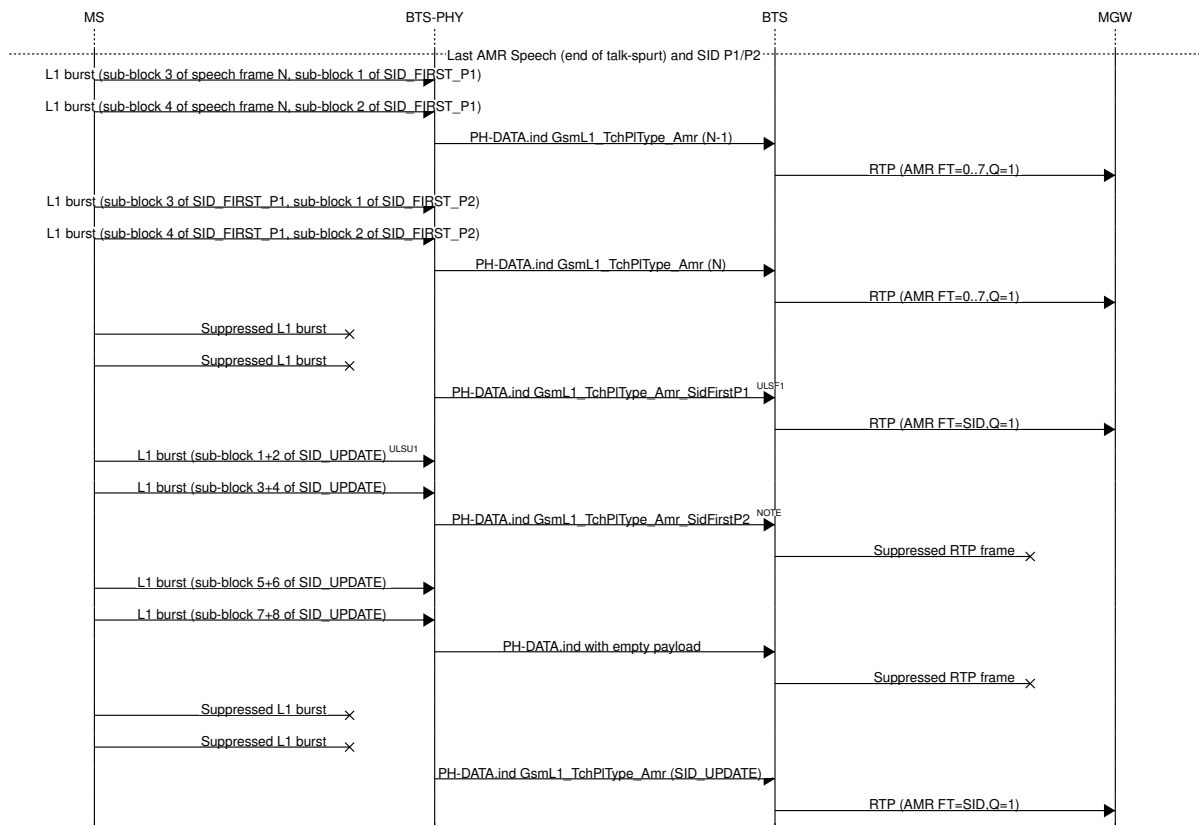 MS BTS-PHY BTS MGW
Last AMR Speech (end of talk-spurt) and SID P1/P2
L1 burst (sub-block 3 of speech frame N, sub-block 1 of SID_FIRST_P1)
L1 burst (sub-block 4 of speech frame N, sub-block 2 of SID_FIRST_P1)
PH-DATA.ind GsmL1_TchPlType_Amr (N-1)
RTP (AMR FT=0..7,Q=1)
L1 burst (sub-block 3 of SID_FIRST_P1, sub-block 1 of SID_FIRST_P2)
L1 burst (sub-block 4 of SID_FIRST_P1, sub-block 2 of SID_FIRST_P2)
PH-DATA.ind GsmL1_TchPlType_Amr (N)
RTP (AMR FT=0..7,Q=1)
Suppressed L1 burst
Suppressed L1 burst
PH-DATA.ind GsmL1_TchPlType_Amr_SidFirstP1 ULSF1
RTP (AMR FT=SID,Q=1)
L1 burst (sub-block 1+2 of SID_UPDATE) ULSU1
L1 burst (sub-block 3+4 of SID_UPDATE)
PH-DATA.ind GsmL1_TchPlType_Amr_SidFirstP2 NOTE
Suppressed RTP frame
L1 burst (sub-block 5+6 of SID_UPDATE)
L1 burst (sub-block 7+8 of SID_UPDATE)
PH-DATA.ind with empty payload
Suppressed RTP frame
Suppressed L1 burst
Suppressed L1 burst
PH-DATA.ind GsmL1_TchPlType_Amr (SID_UPDATE)
RTP (AMR FT=SID,Q=1)